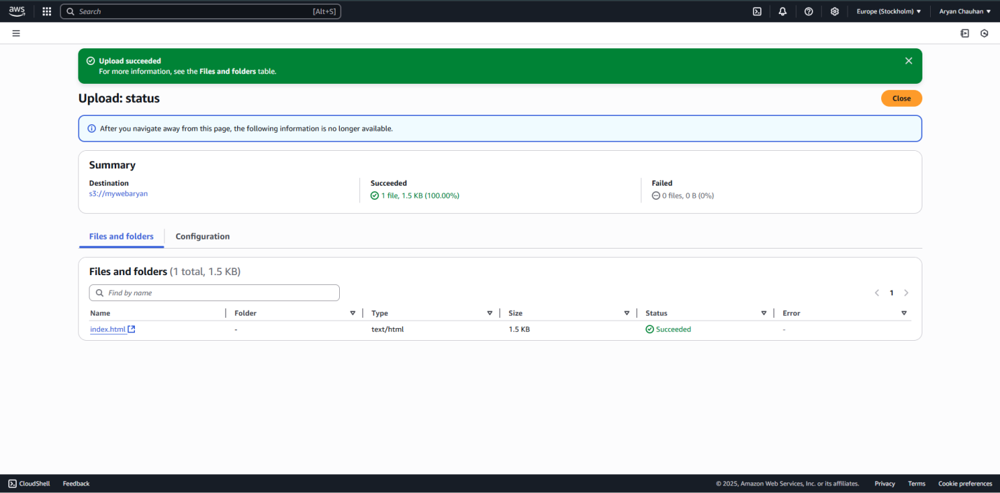 aws Search [Alt+S] Europe (Stockholm) ▼ Aryan Chauhan ▼
Upload succeeded
For more information, see the Files and folders table.
Upload: status
Close
After you navigate away from this page, the following information is no longer available.
Summary
Destination
s3://mywebaryan
Succeeded
1 file, 1.5 KB (100.00%)
Failed
0 files, 0 B (0%)
Files and folders Configuration
Files and folders (1 total, 1.5 KB)
Find by name
1
Name Folder Type Size Status Error
index.html - text/html 1.5 KB Succeeded -
CloudShell Feedback © 2025, Amazon Web Services, Inc. or its affiliates. Privacy Terms Cookie preferences